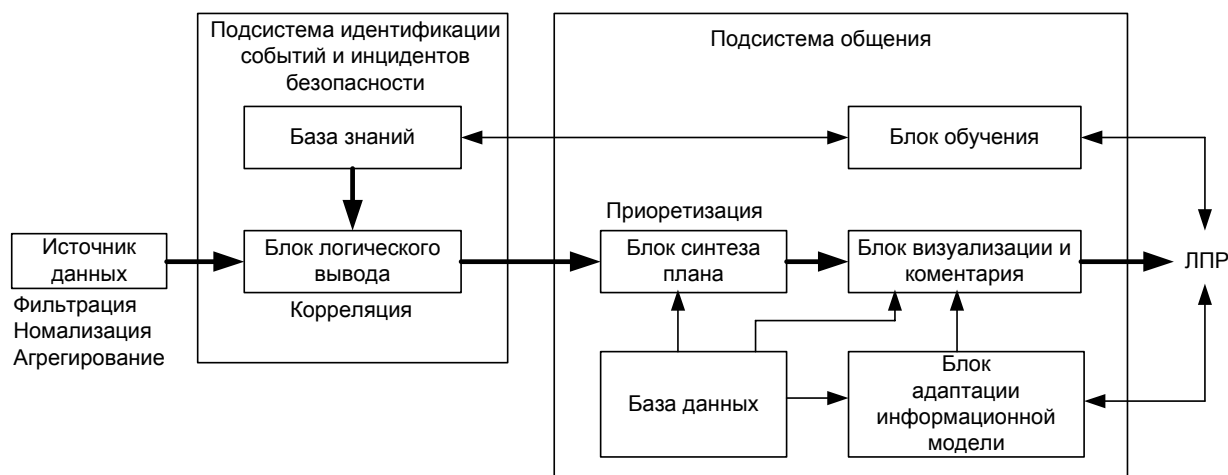 Подсистема идентификации
событий и инцидентов
безопасности
Подсистема общения
База знаний
Блок обучения
Приоретизация
Источник
данных
Блок логического
вывода
Блок синтеза
плана
Блок визуализации и
коментария
ЛПР
Фильтрация
Номализация
Агрегирование
Корреляция
База данных
Блок
адаптации
информационной
модели